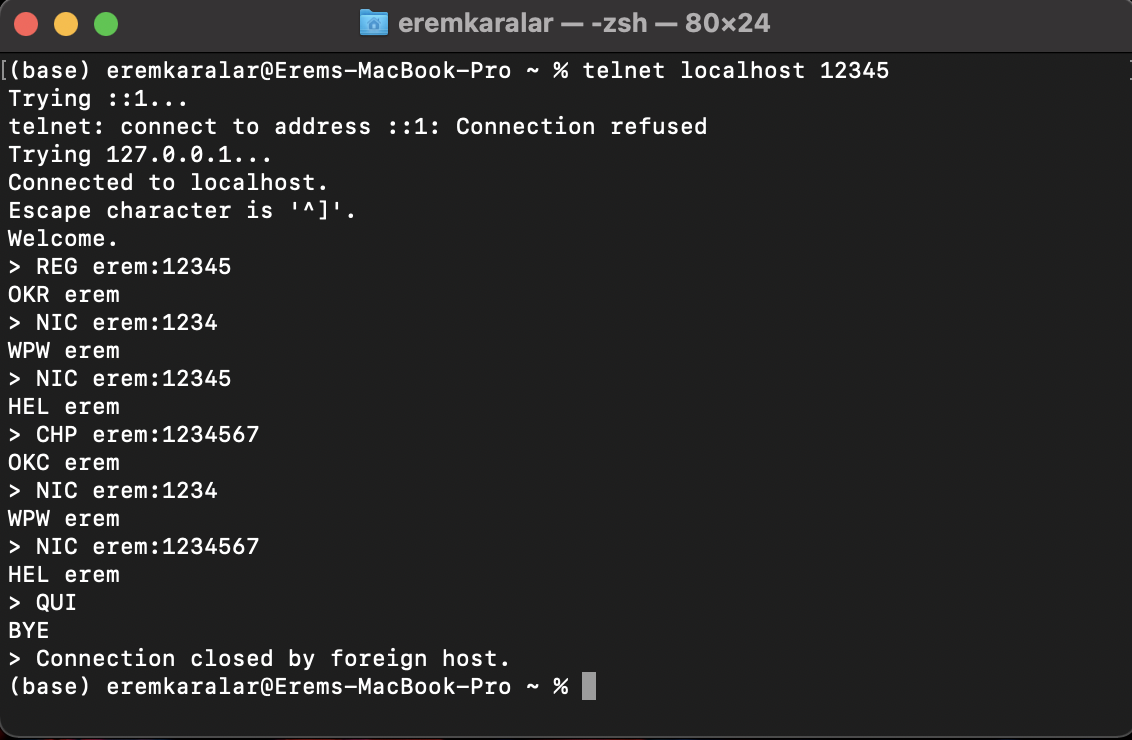 eremkaralar — -zsh — 80×24
[(base) eremkaralar@Erems-MacBook-Pro ~ % telnet localhost 12345 ]
Trying ::1...
telnet: connect to address ::1: Connection refused
Trying 127.0.0.1...
Connected to localhost.
Escape character is '^]'.
Welcome.
> REG erem:12345
OKR erem
> NIC erem:1234
WPW erem
> NIC erem:12345
HEL erem
> CHP erem:1234567
OKC erem
> NIC erem:1234
WPW erem
> NIC erem:1234567
HEL erem
> QUI
BYE
> Connection closed by foreign host.
(base) eremkaralar@Erems-MacBook-Pro ~ %